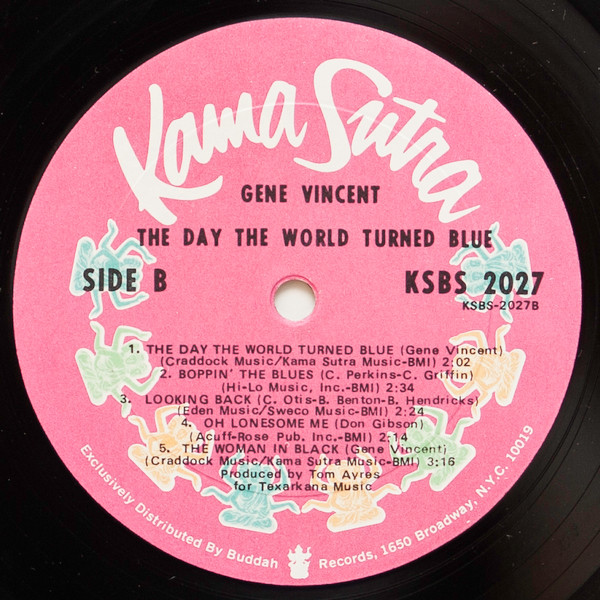 Kama Sutra
GENE VINCENT
THE DAY THE WORLD TURNED BLUE
SIDE B
KSBS 2027
KSBS-2027B
1. THE DAY THE WORLD TURNED BLUE (Gene Vincent)
(Craddock Music/Kama Sutra Music-BMI) 2:02
2. BOPPIN' THE BLUES (C. Perkins-C. Griffin)
(Hi-Lo Music, Inc.-BMI) 2:34
3. LOOKING BACK (C. Otis-B. Benton-B. Hendricks)
(Eden Music/Sweco Music-BMI) 2:24
4. OH LONESOME ME (Don Gibson)
(Acuff-Rose Pub. Inc.-BMI) 2:14
5. THE WOMAN IN BLACK (Gene Vincent)
(Craddock Music/Kama Sutra Music-BMI) 3:16
Produced by Tom Ayres
for Texarkana Music
Exclusively Distributed By Buddah Records, 1650 Broadway, N.Y.C. 10019